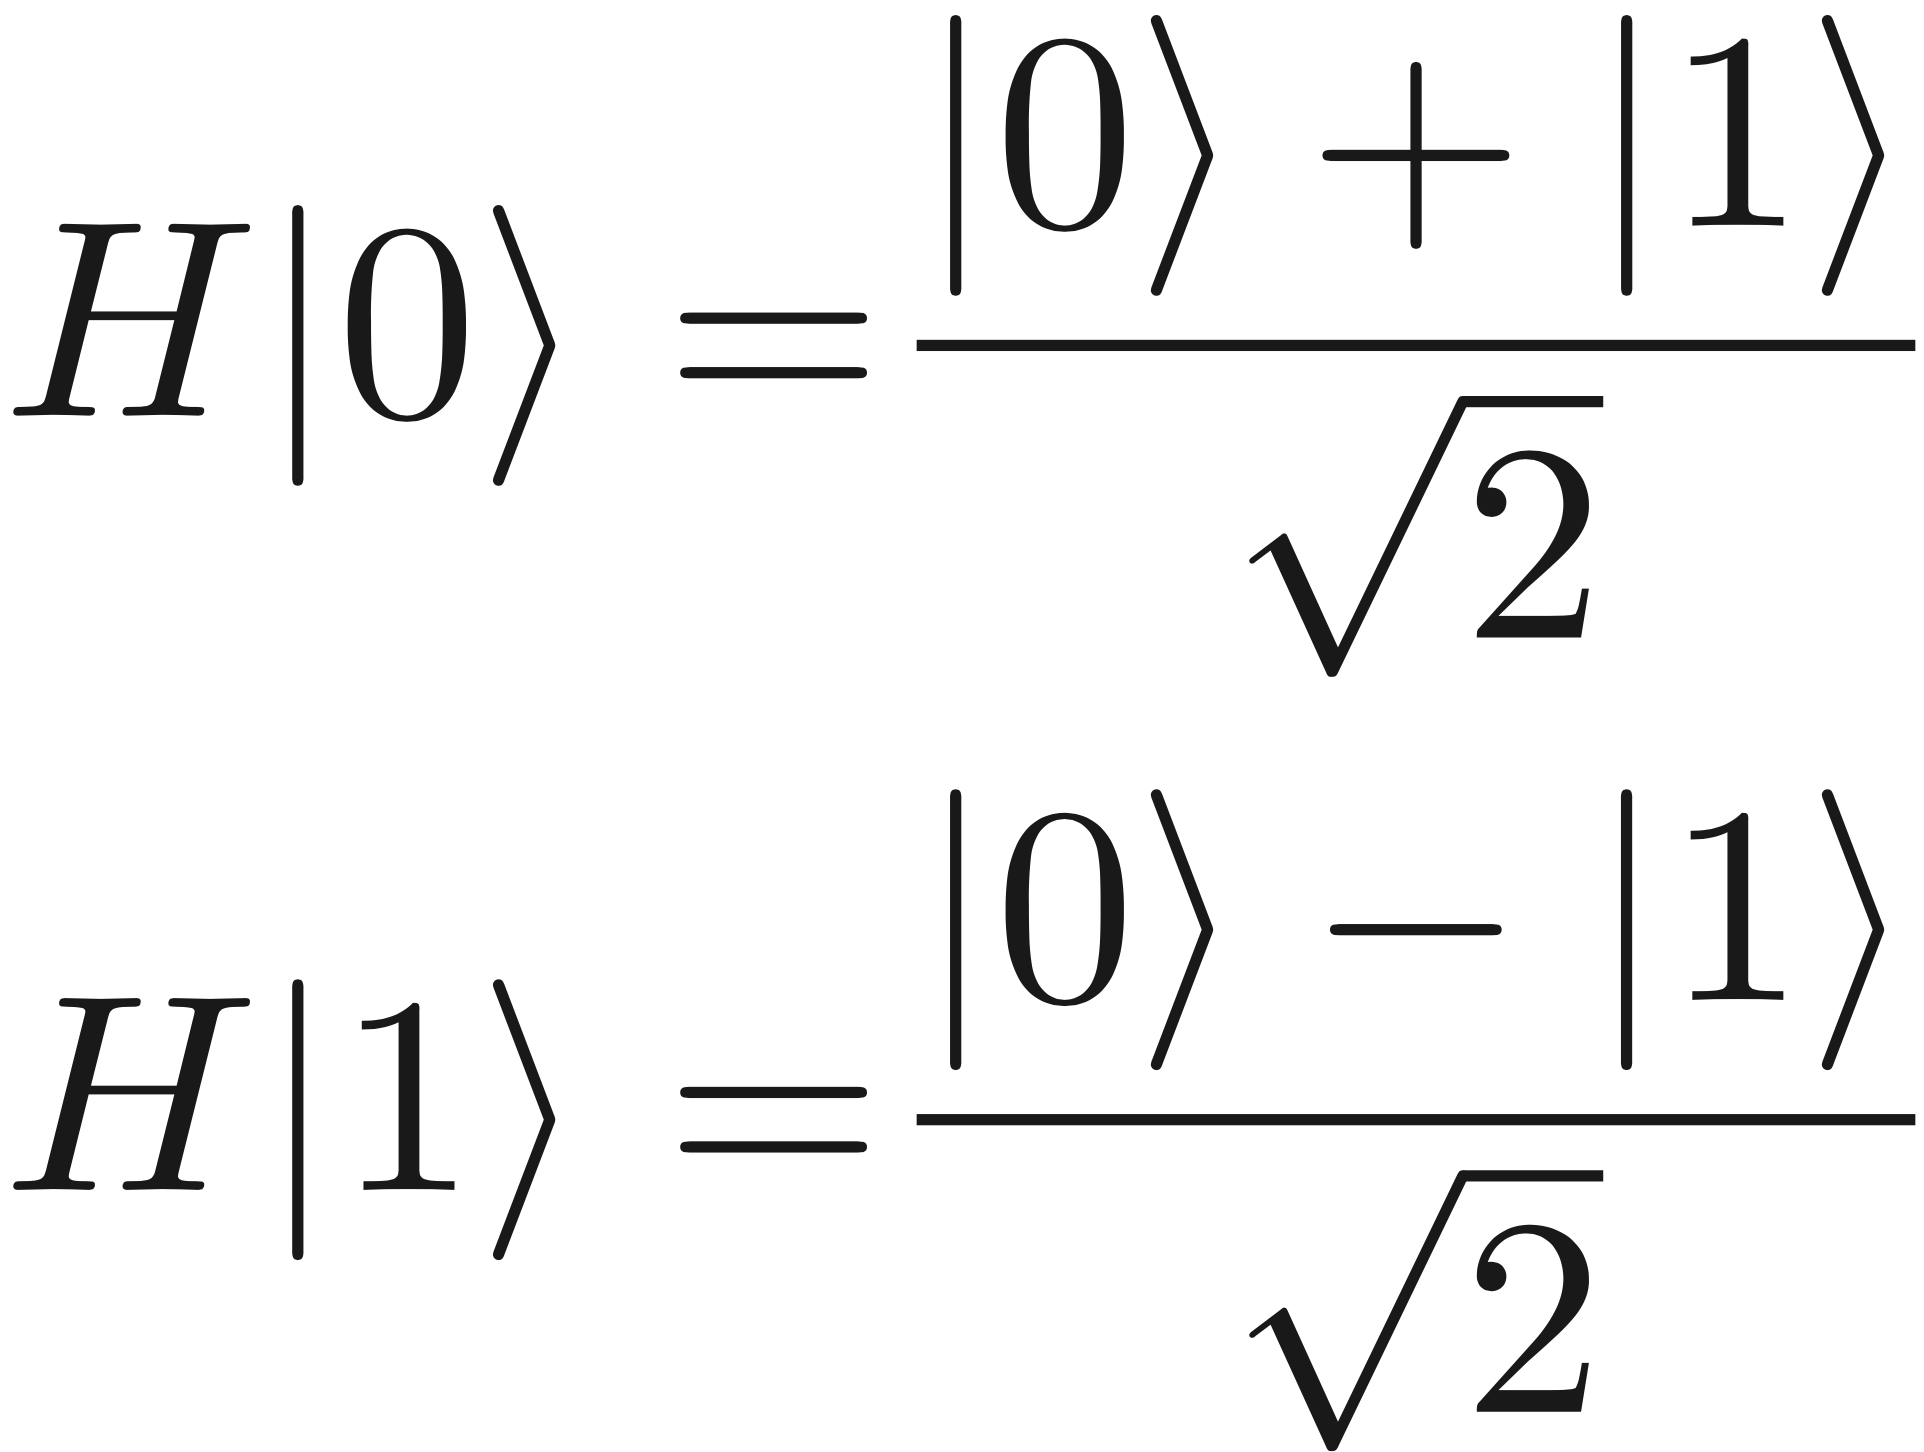 H|0⟩ = (|0⟩ + |1⟩)/√2
H|1⟩ = (|0⟩ − |1⟩)/√2